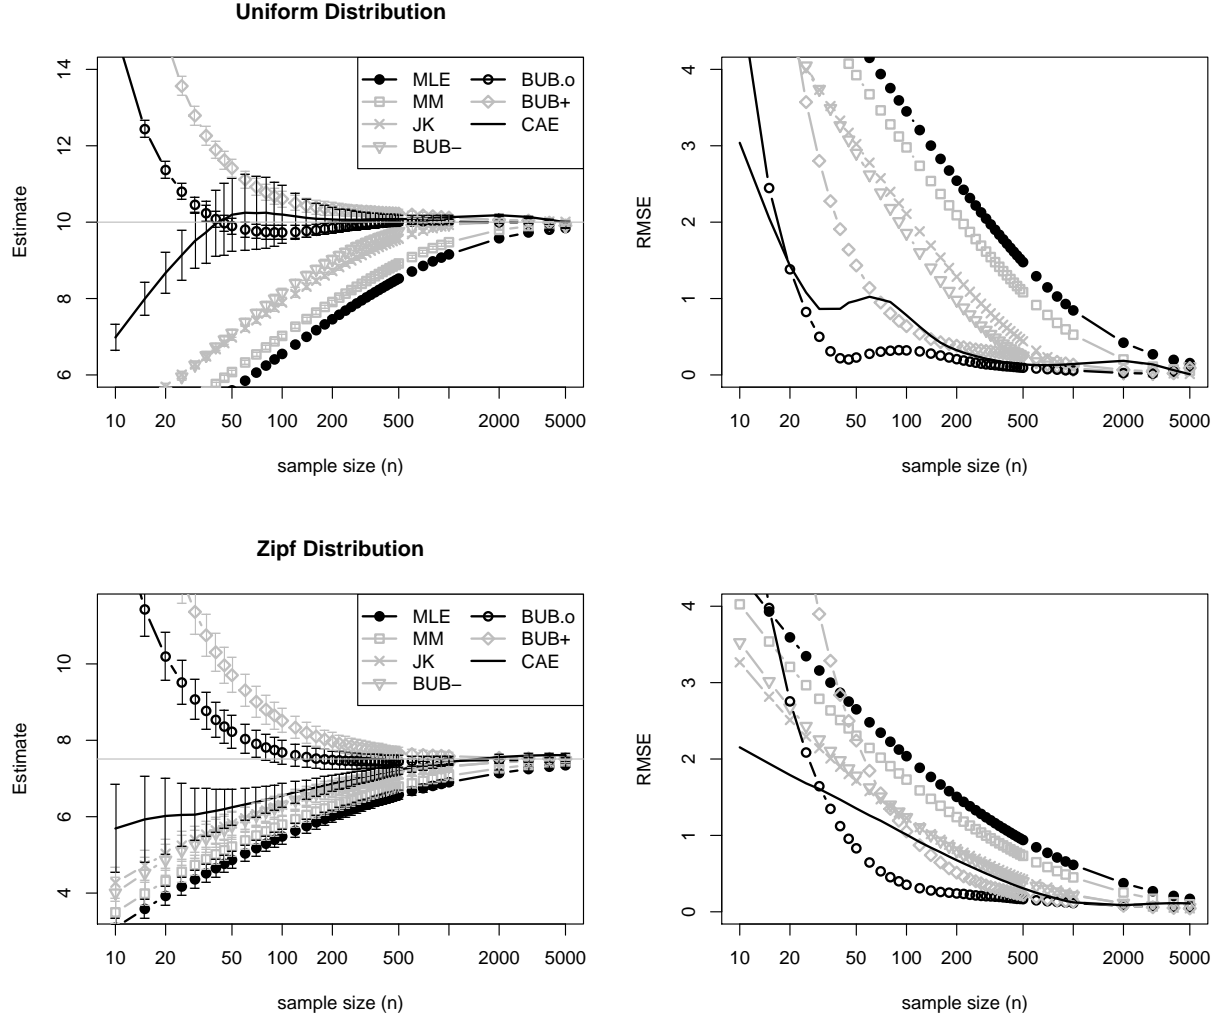 Uniform Distribution
Estimate
14
12
10
8
6
MLE BUB.o
MM BUB+
JK CAE
BUB−
10 20 50 100 200 500 2000 5000
sample size (n)
RMSE
4
3
2
1
0
10 20 50 100 200 500 2000 5000
sample size (n)
Zipf Distribution
Estimate
10
8
6
4
MLE BUB.o
MM BUB+
JK CAE
BUB−
10 20 50 100 200 500 2000 5000
sample size (n)
RMSE
4
3
2
1
0
10 20 50 100 200 500 2000 5000
sample size (n)